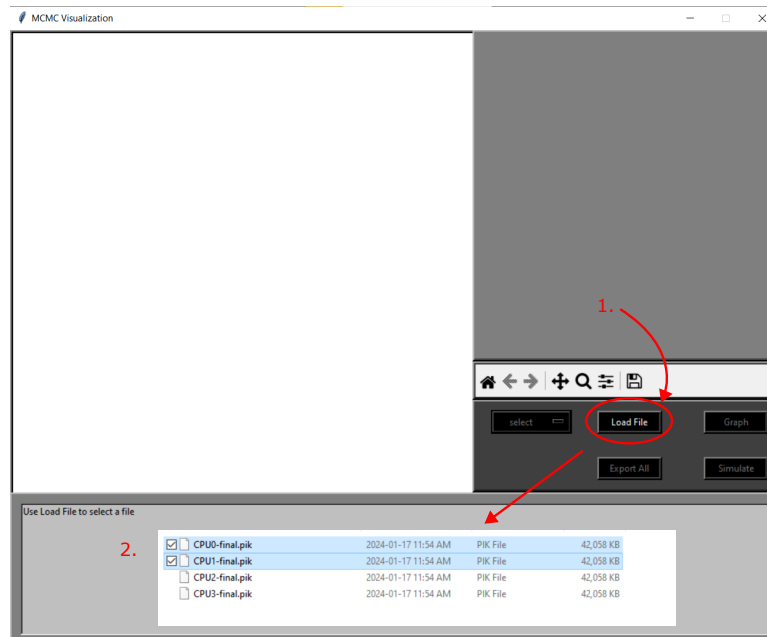 MCMC Visualization
1.
select
Load File
Graph
Export All
Simulate
Use Load File to select a file
2.
CPU0-final.pik 2024-01-17 11:54 AM PIK File 42,058 KB
CPU1-final.pik 2024-01-17 11:54 AM PIK File 42,058 KB
CPU2-final.pik 2024-01-17 11:54 AM PIK File 42,058 KB
CPU3-final.pik 2024-01-17 11:54 AM PIK File 42,058 KB